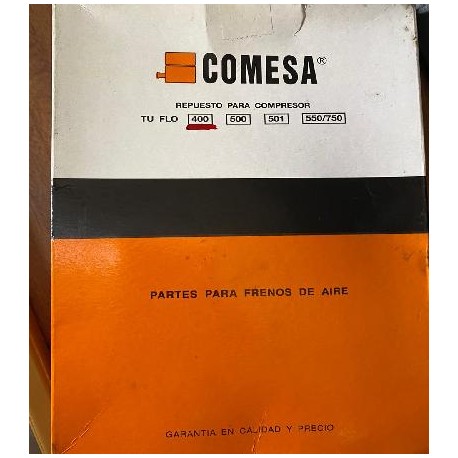 COMESA®
REPUESTO PARA COMPRESOR
TU FLO 400 500 501 550/750
PARTES PARA FRENOS DE AIRE
GARANTIA EN CALIDAD Y PRECIO